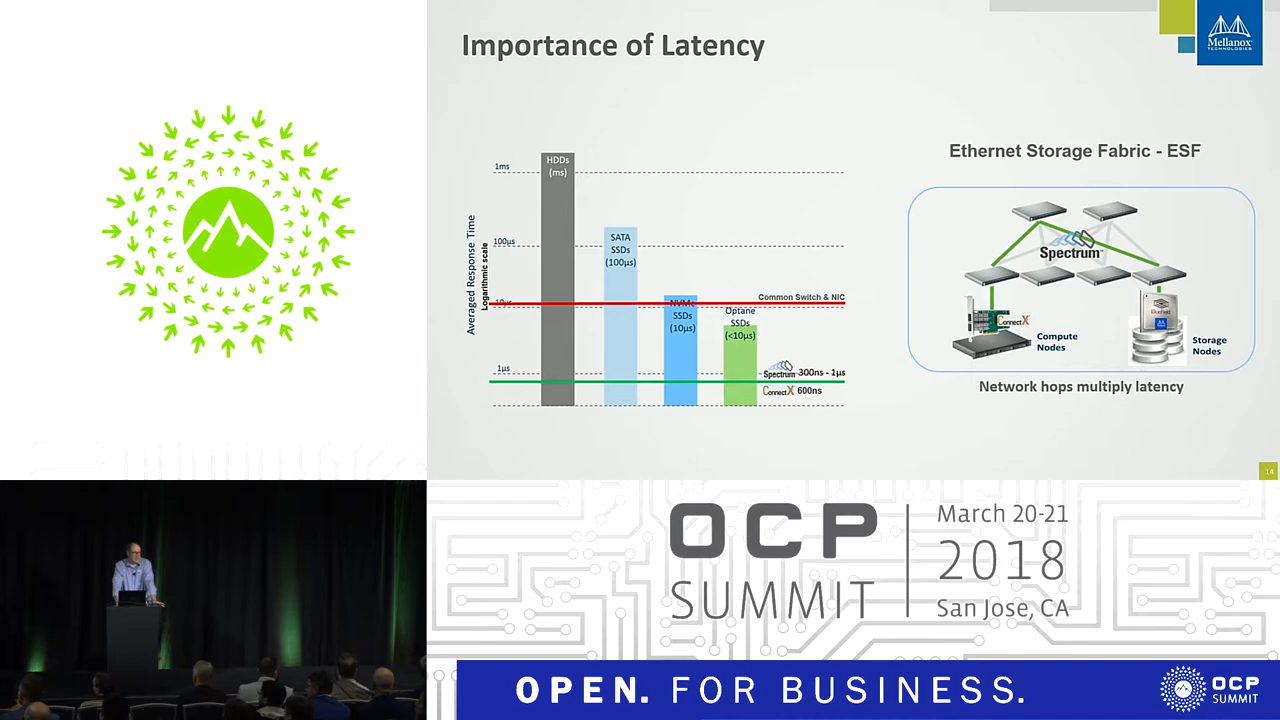 Importance of Latency
Mellanox
TECHNOLOGIES
Averaged Response Time
Logarithmic scale
1ms
100µs
10µs
1µs
HDDs
(ms)
SATA
SSDs
(100µs)
NVMe
SSDs
(10µs)
Optane
SSDs
(<10µs)
Common Switch & NIC
Spectrum 300ns - 1µs
ConnectX 600ns
Ethernet Storage Fabric - ESF
Spectrum
ConnectX
Compute
Nodes
BlueField
Storage
Nodes
Network hops multiply latency
14
OCP
SUMMIT
March 20-21
2018
San Jose, CA
OPEN. FOR BUSINESS.
OCP
SUMMIT